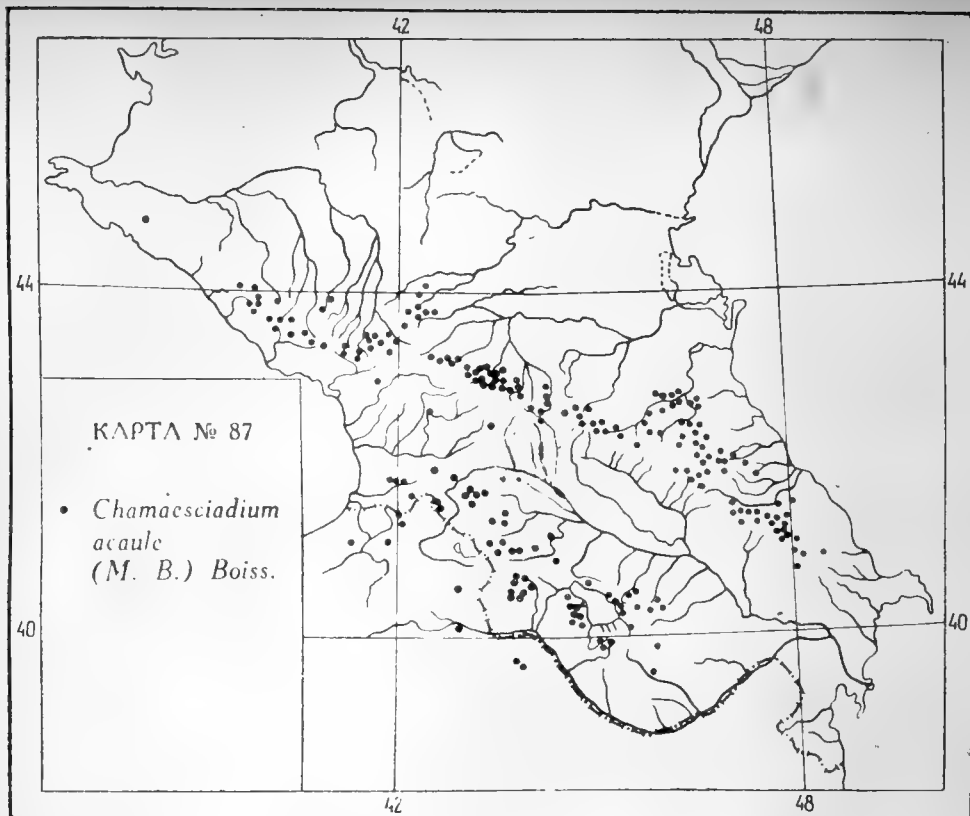 42 48
44 44
КАРТА № 87
Chamaesciadium
acaule
(M. B.) Boiss.
40 40
42 48